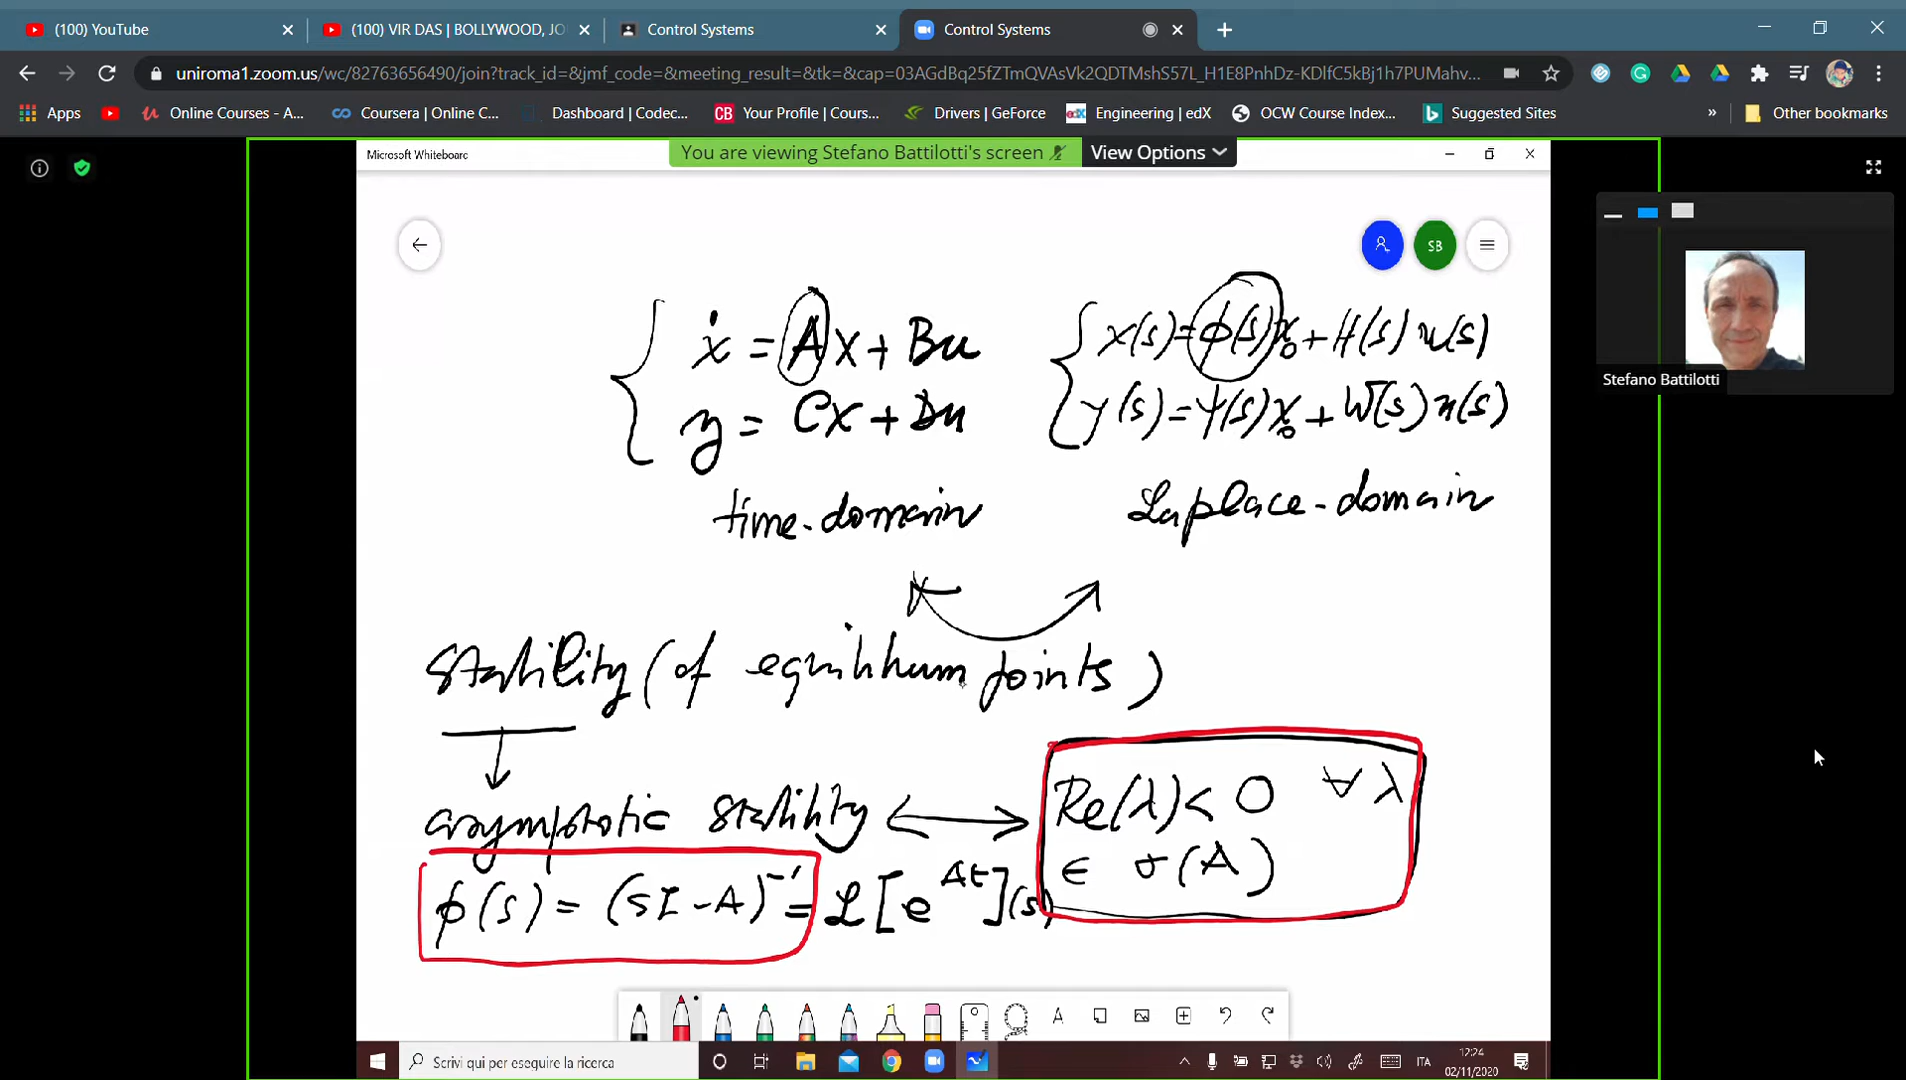 (100) YouTube
(100) VIR DAS | BOLLYWOOD, JO
Control Systems
Control Systems
uniroma1.zoom.us/wc/82763656490/join?track_id=&jmf_code=&meeting_result=&tk=&cap=03AGdBq25fZTmQVAsVk2QDTMshS57L_H1E8PnhDz-KDlfC5kBj1h7PUMahv...
Apps
Online Courses - A...
Coursera | Online C...
Dashboard | Codec...
CB Your Profile | Cours...
Drivers | GeForce
edX Engineering | edX
OCW Course Index...
Suggested Sites
»
Other bookmarks
Microsoft Whiteboard
You are viewing Stefano Battilotti's screen
View Options
SB
Stefano Battilotti
ẋ = Ax + Bu
y = Cx + Du
time-domain
x(s) = ϕ(s)x₀ + H(s)u(s)
y(s) = Ψ(s)x₀ + W(s)u(s)
Laplace-domain
Stability (of equilibrium points)
asymptotic stability ⟷ Re(λ) < 0 ∀ λ
∈ σ(A)
ϕ(s) = (sI - A)⁻¹ = ℒ[e^{At}](s)
Scrivi qui per eseguire la ricerca
ITA
12:24
02/11/2020